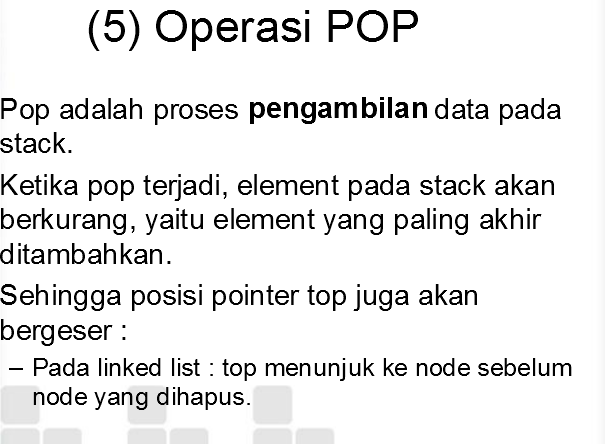 (5) Operasi POP
Pop adalah proses pengambilan data pada
stack.
Ketika pop terjadi, element pada stack akan
berkurang, yaitu element yang paling akhir
ditambahkan.
Sehingga posisi pointer top juga akan
bergeser :
– Pada linked list : top menunjuk ke node sebelum
node yang dihapus.